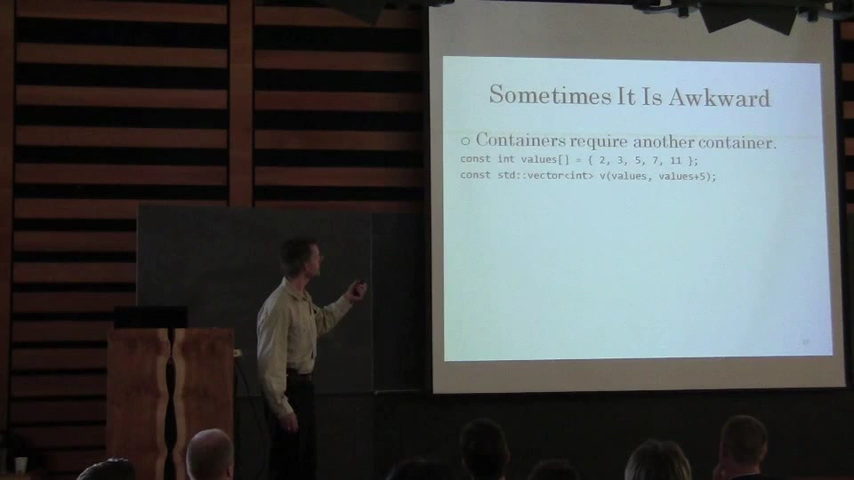 Sometimes It Is Awkward
○ Containers require another container.
const int values[] = { 2, 3, 5, 7, 11 };
const std::vector<int> v(values, values+5);